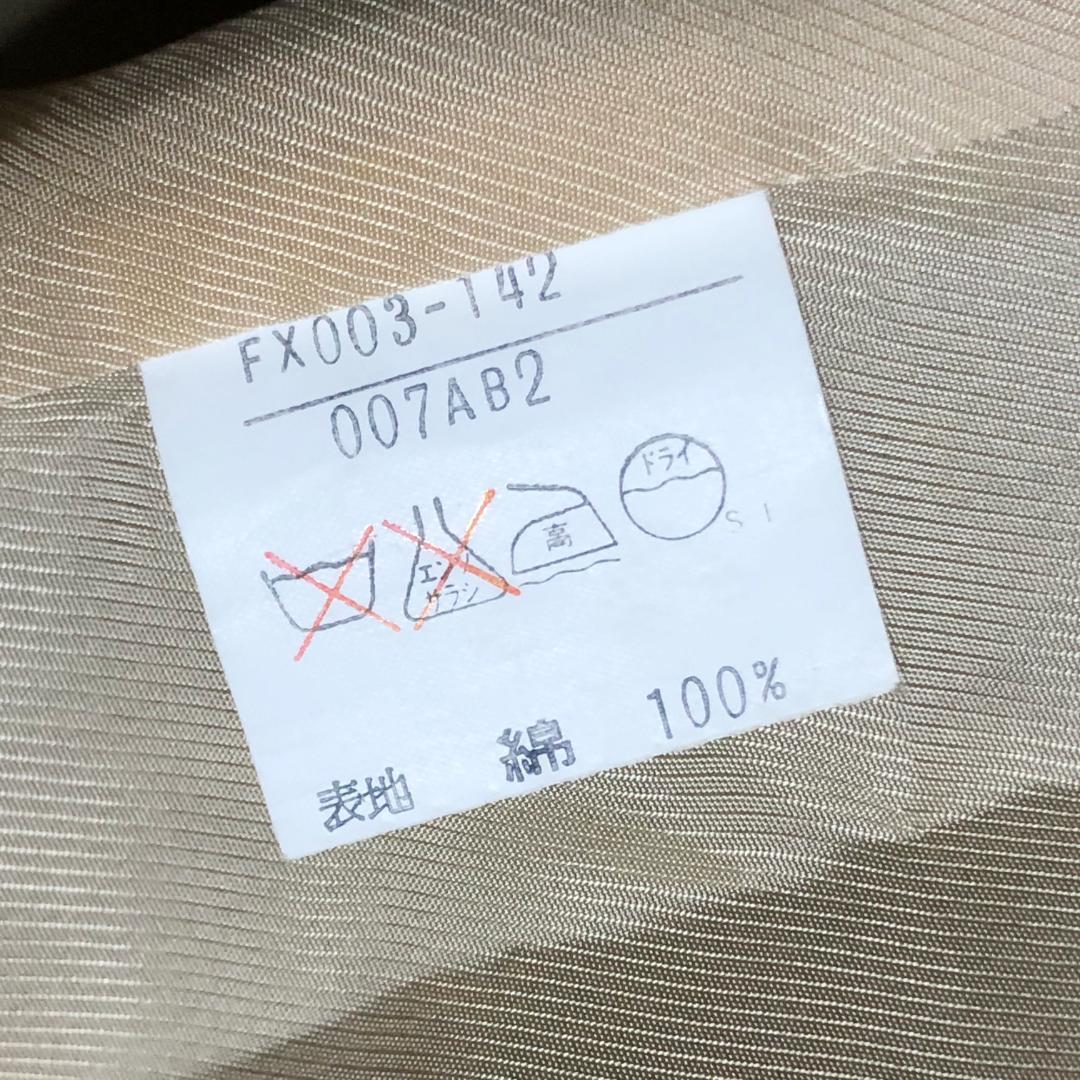 FX003-142
007AB2
エンソ
サラシ
高
ドライ
表地 綿 100%